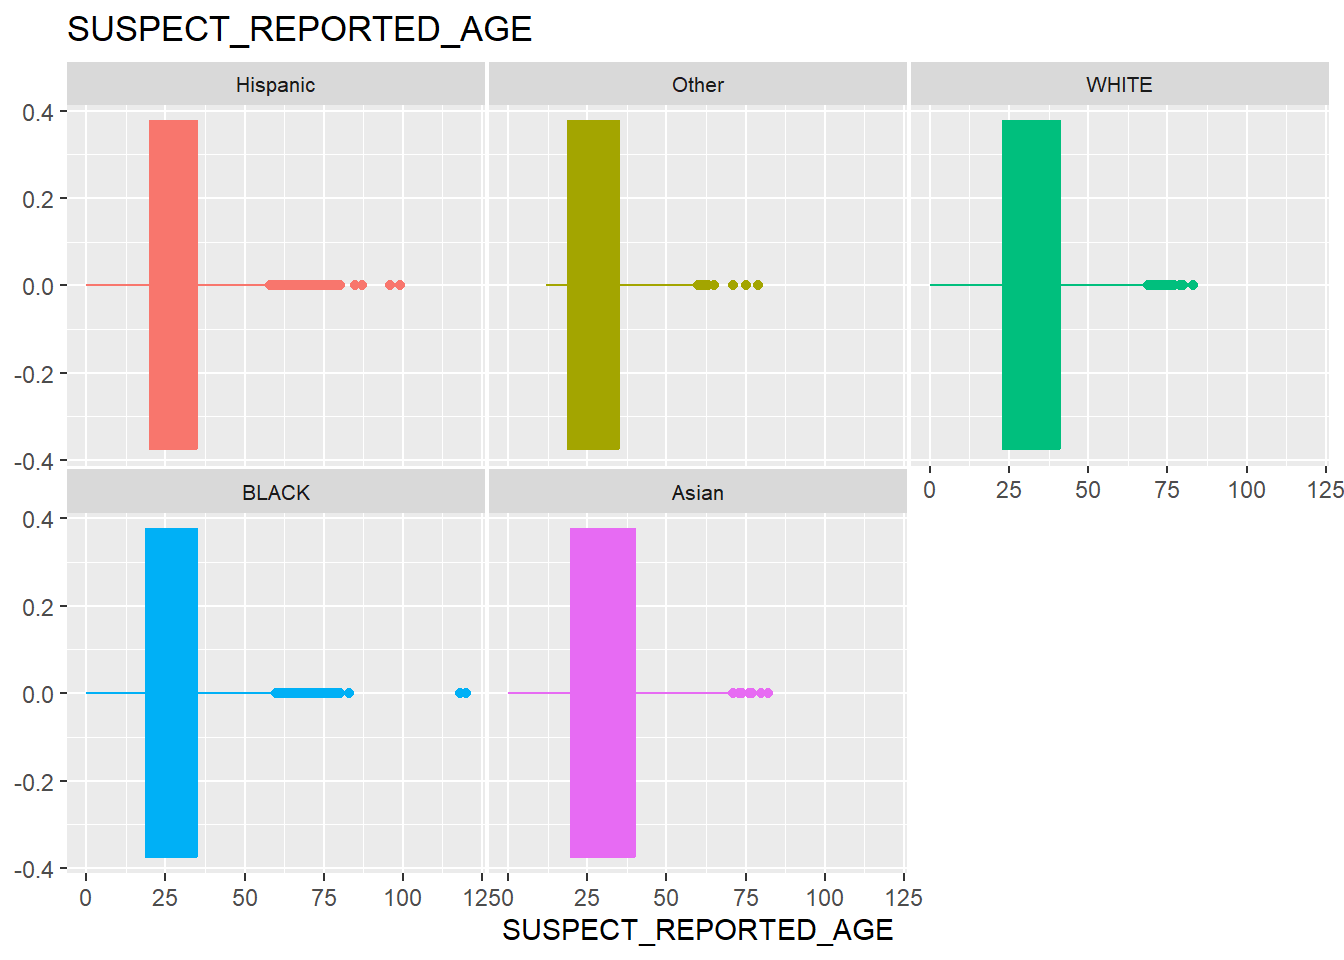 SUSPECT_REPORTED_AGE
Hispanic Other WHITE
0.4
0.2
0.0
-0.2
-0.4
0 25 50 75 100 125
BLACK Asian
0.4
0.2
0.0
-0.2
-0.4
0 25 50 75 100 125 0 25 50 75 100 125
SUSPECT_REPORTED_AGE